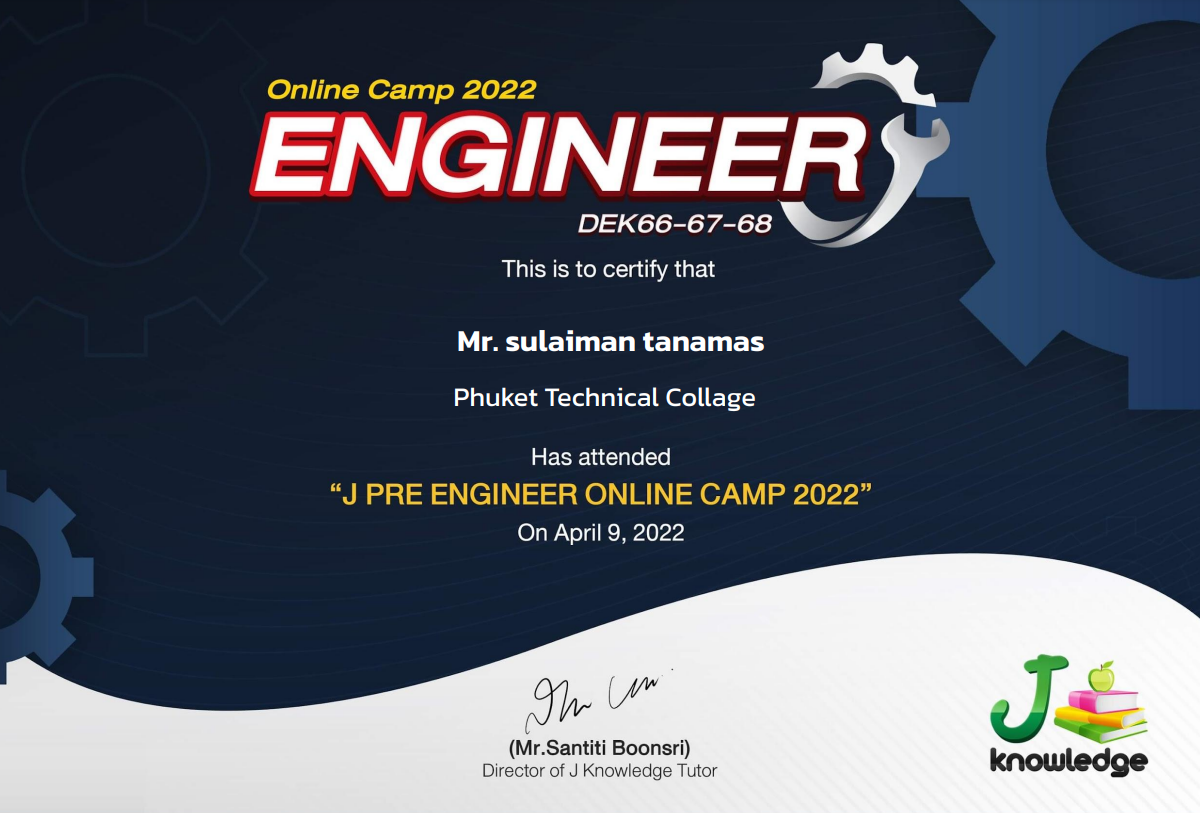 Online Camp 2022
ENGINEER
DEK66-67-68
This is to certify that
Mr. sulaiman tanamas
Phuket Technical Collage
Has attended
“J PRE ENGINEER ONLINE CAMP 2022”
On April 9, 2022
(Mr.Santiti Boonsri)
Director of J Knowledge Tutor
J
knowledge